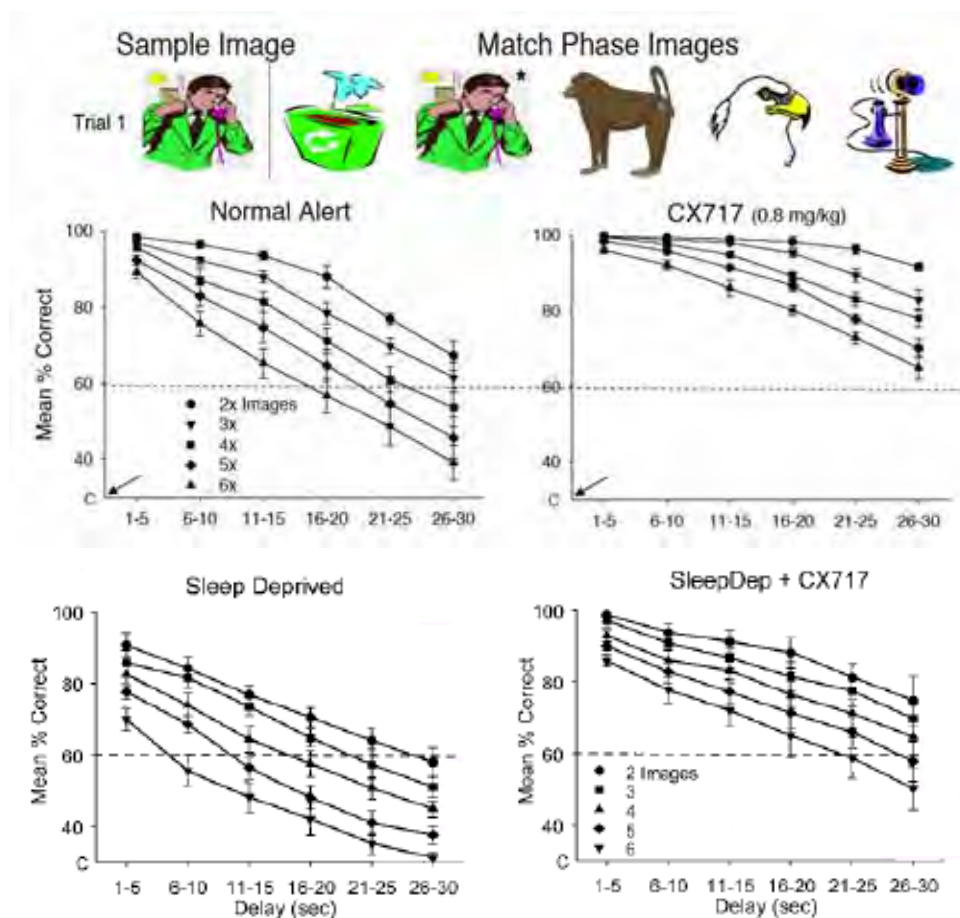 Sample Image
Match Phase Images
*
Trial 1
Normal Alert
CX717 (0.8 mg/kg)
Mean % Correct
100
80
60
40
C
2x Images
3x
4x
5x
6x
1-5
6-10
11-15
16-20
21-25
26-30
100
80
60
40
C
1-5
6-10
11-15
16-20
21-25
26-30
Sleep Deprived
SleepDep + CX717
Mean % Correct
100
80
60
40
C
1-5
6-10
11-15
16-20
21-25
26-30
Delay (sec)
Mean % Correct
100
80
60
40
C
2 Images
3
4
5
6
1-5
6-10
11-15
16-20
21-25
26-30
Delay (sec)